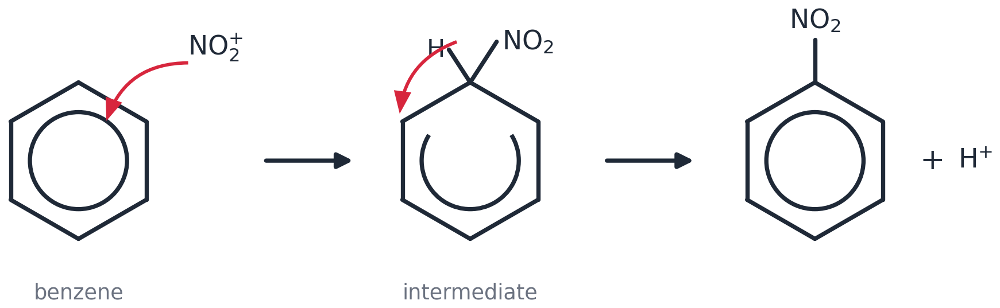 NO₂⁺
H
NO₂
NO₂
+ H⁺
benzene
intermediate